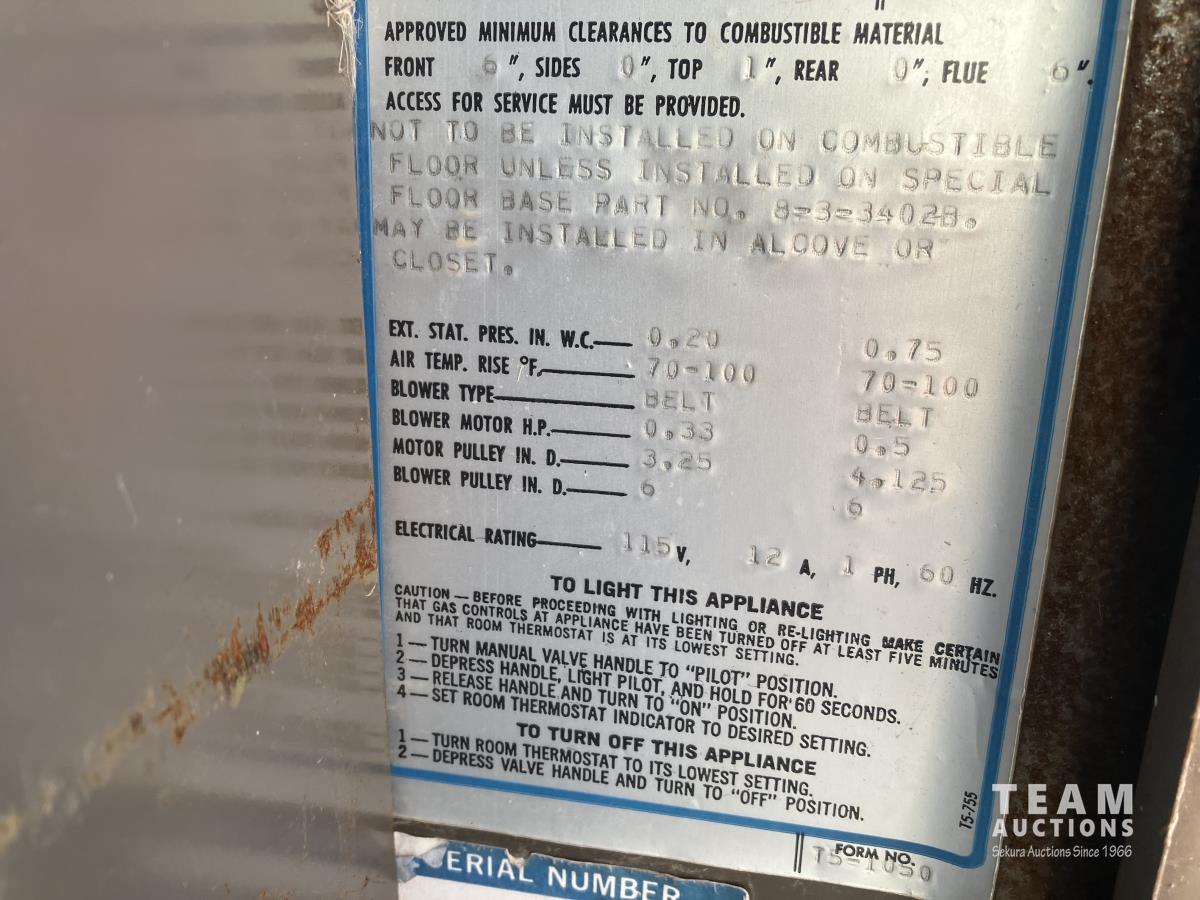 APPROVED MINIMUM CLEARANCES TO COMBUSTIBLE MATERIAL
FRONT 6", SIDES 0", TOP 1", REAR 0", FLUE 6".
ACCESS FOR SERVICE MUST BE PROVIDED.
NOT TO BE INSTALLED ON COMBUSTIBLE
FLOOR UNLESS INSTALLED ON SPECIAL
FLOOR BASE PART NO. 8-3-3402B.
MAY BE INSTALLED IN ALCOVE OR
CLOSET.
EXT. STAT. PRES. IN. W.C. 0.20 0.75
AIR TEMP. RISE °F. 70-100 70-100
BLOWER TYPE BELT BELT
BLOWER MOTOR H.P. 0.33 0.5
MOTOR PULLEY IN. D. 3.25 4.125
BLOWER PULLEY IN. D. 6 6
ELECTRICAL RATING 115 V, 12 A, 1 PH, 60 HZ.
TO LIGHT THIS APPLIANCE
CAUTION — BEFORE PROCEEDING WITH LIGHTING OR RE-LIGHTING MAKE CERTAIN
THAT GAS CONTROLS AT APPLIANCE HAVE BEEN TURNED OFF AT LEAST FIVE MINUTES
AND THAT ROOM THERMOSTAT IS AT ITS LOWEST SETTING.
1 — TURN MANUAL VALVE HANDLE TO "PILOT" POSITION.
2 — DEPRESS HANDLE, LIGHT PILOT, AND HOLD FOR 60 SECONDS.
3 — RELEASE HANDLE AND TURN TO "ON" POSITION.
4 — SET ROOM THERMOSTAT INDICATOR TO DESIRED SETTING.
TO TURN OFF THIS APPLIANCE
1 — TURN ROOM THERMOSTAT TO ITS LOWEST SETTING.
2 — DEPRESS VALVE HANDLE AND TURN TO "OFF" POSITION.
T5-755
FORM NO.
T5-1050
SERIAL NUMBER
TEAM
AUCTIONS
Sekura Auctions Since 1966